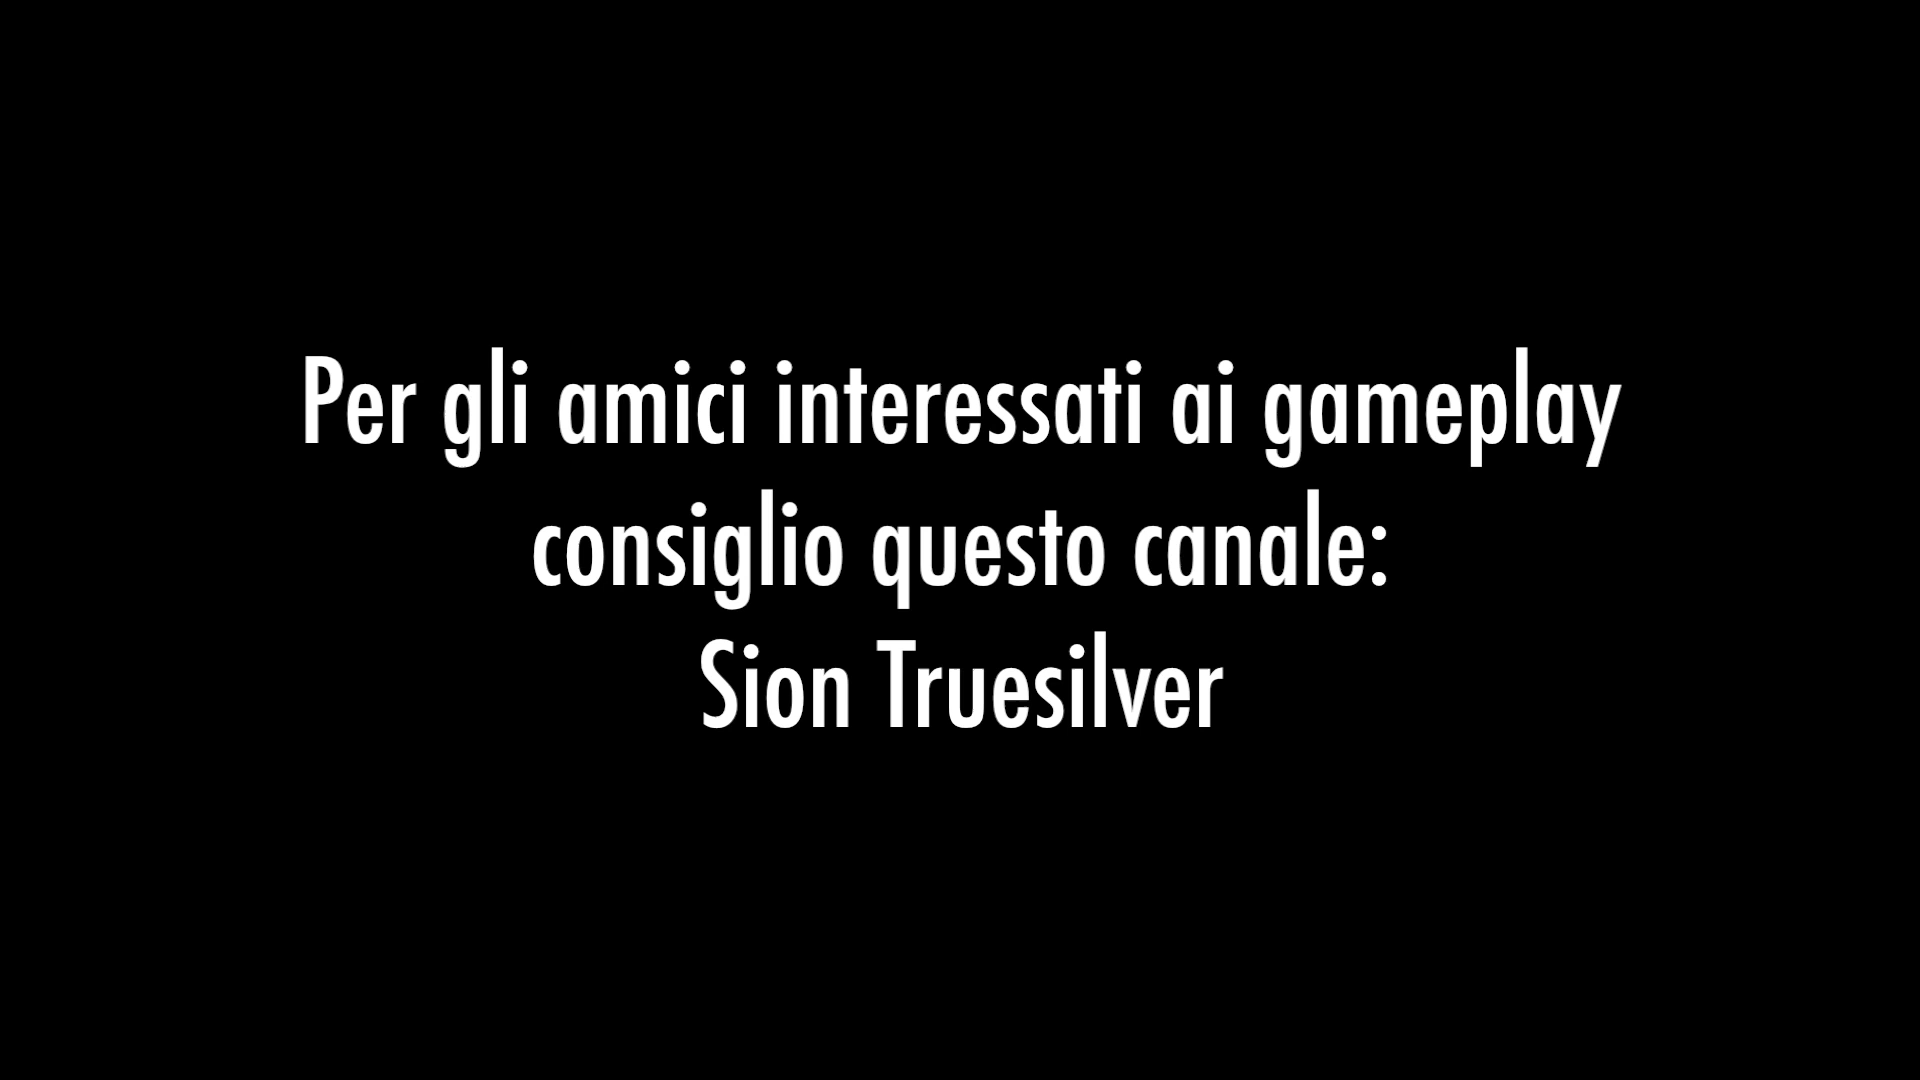 Per gli amici interessati ai gameplay
consiglio questo canale:
Sion Truesilver